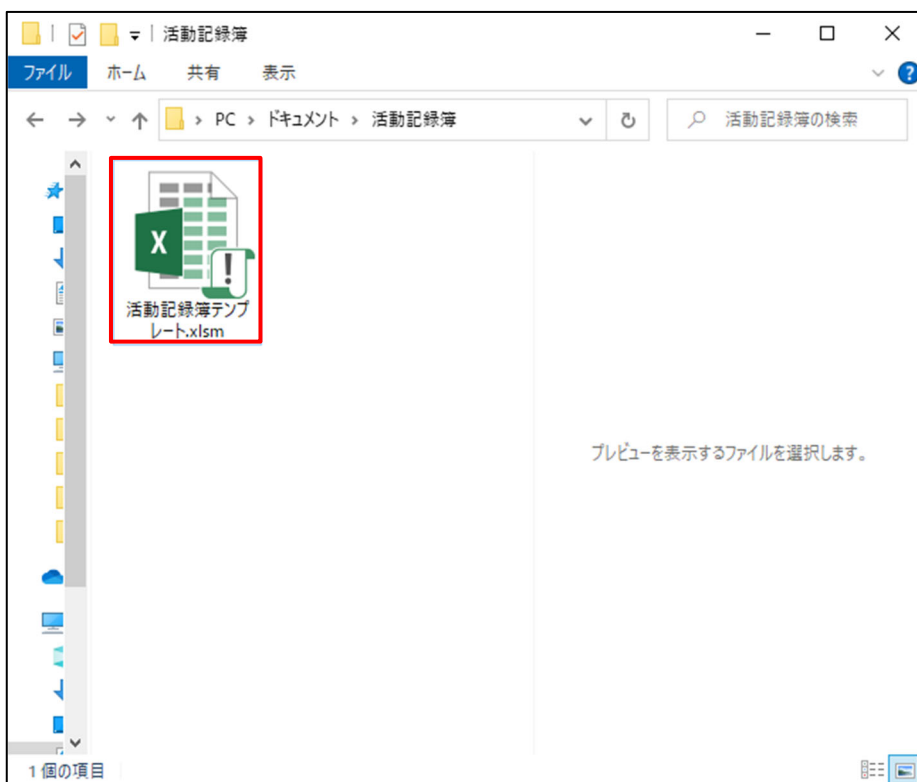 活動記録簿
ファイル ホーム 共有 表示
PC › ドキュメント › 活動記録簿
活動記録簿の検索
活動記録簿テンプ
レート.xlsm
プレビューを表示するファイルを選択します。
1 個の項目